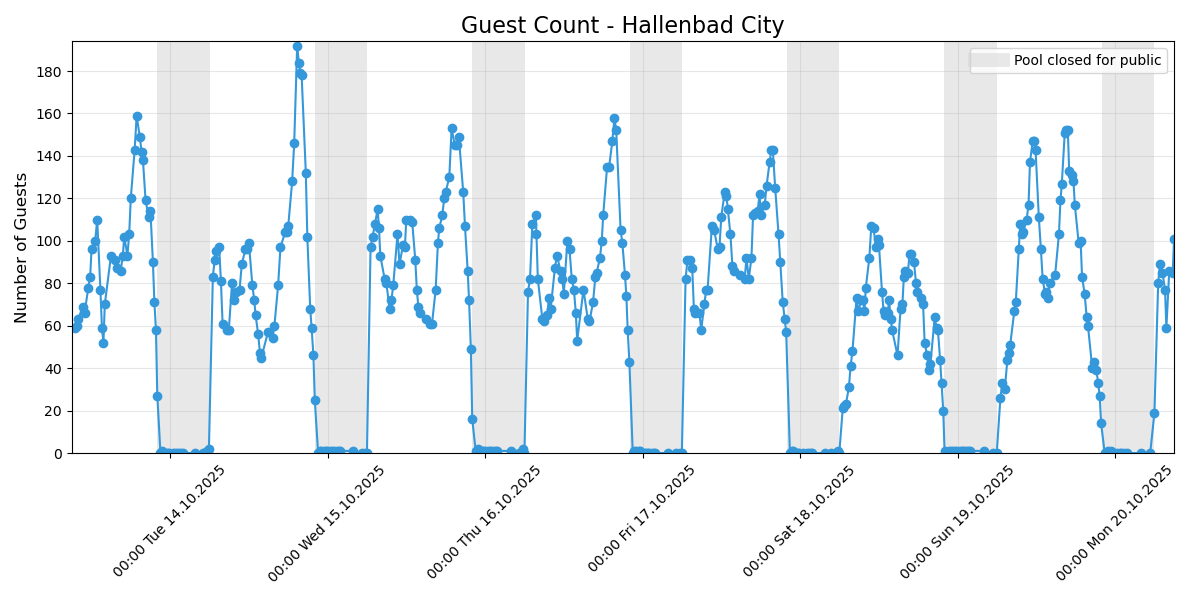 Guest Count - Hallenbad City
Pool closed for public
Number of Guests
180
160
140
120
100
80
60
40
20
0
00:00 Tue 14.10.2025
00:00 Wed 15.10.2025
00:00 Thu 16.10.2025
00:00 Fri 17.10.2025
00:00 Sat 18.10.2025
00:00 Sun 19.10.2025
00:00 Mon 20.10.2025